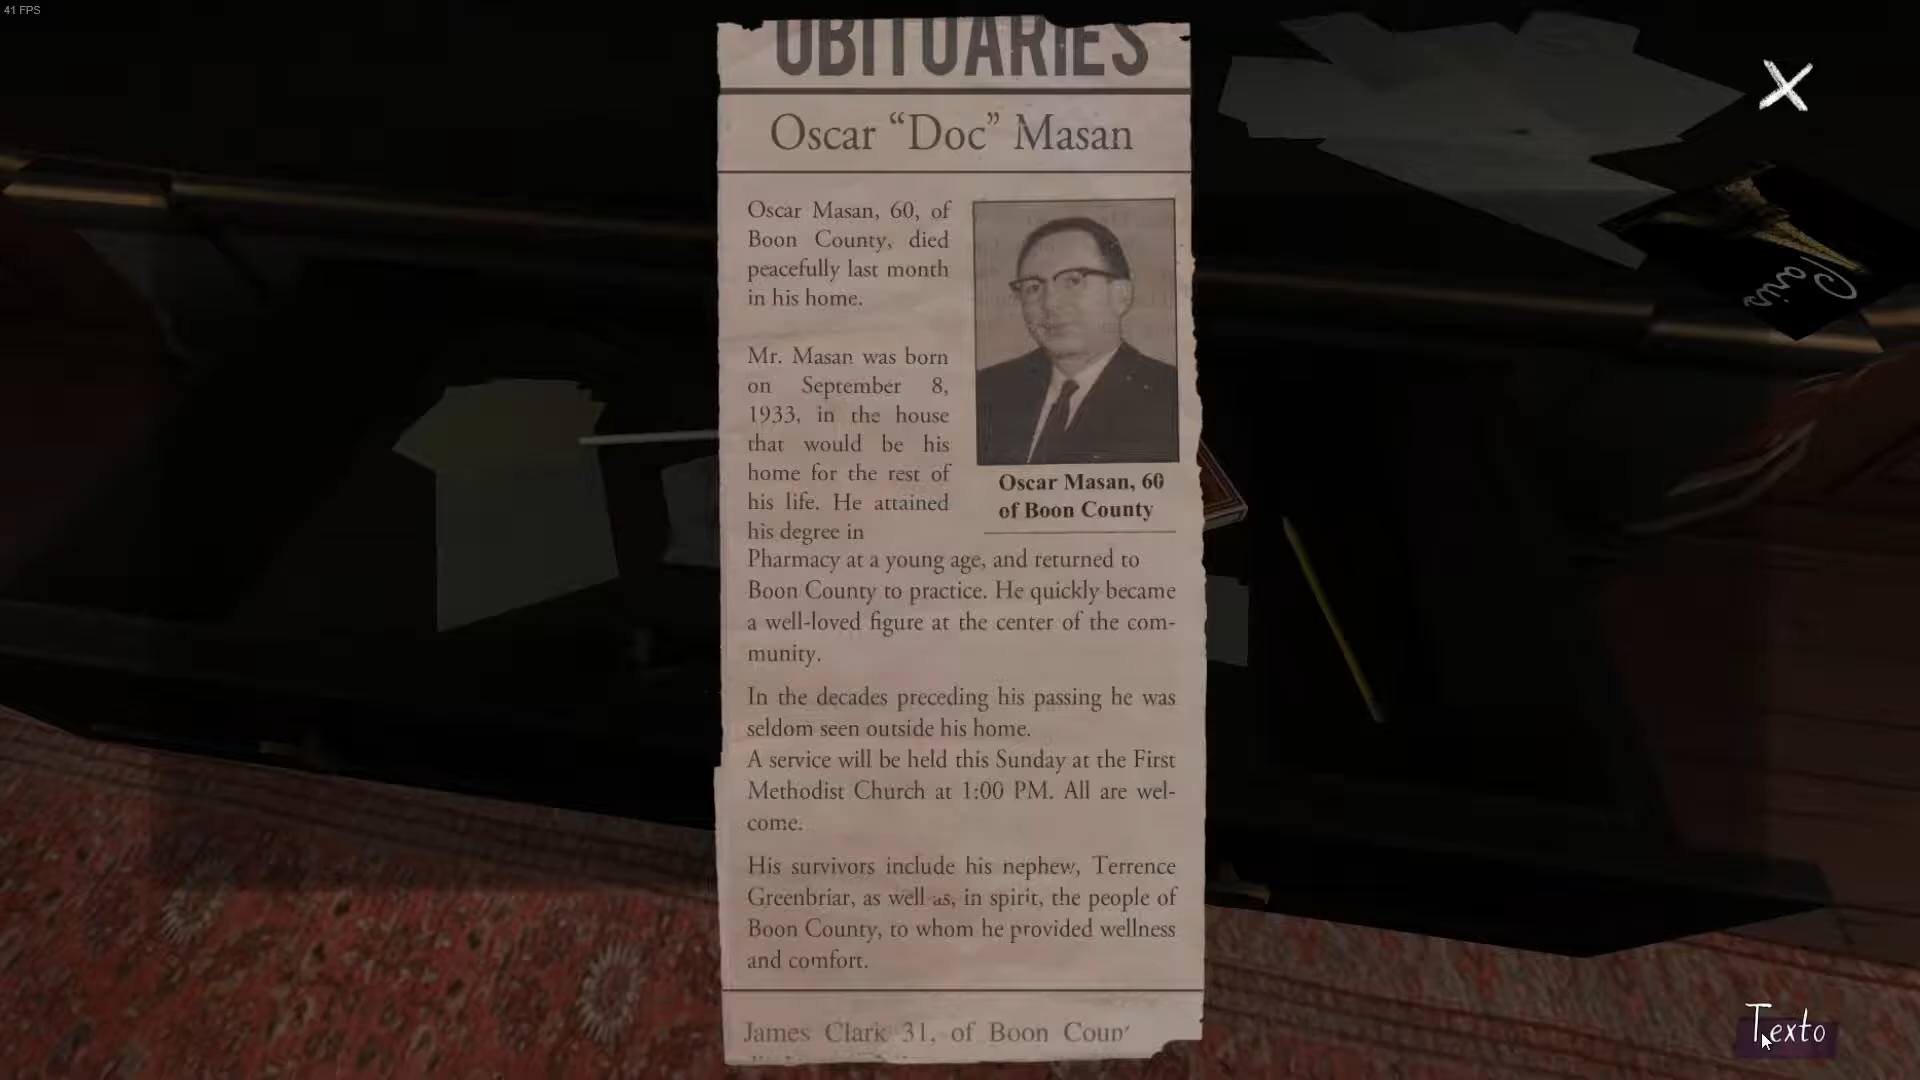 41 FPS
OBITUARIES
Oscar “Doc” Masan
Oscar Masan, 60, of
Boon County, died
peacefully last month
in his home.
Mr. Masan was born
on September 8,
1933, in the house
that would be his
home for the rest of
his life. He attained
his degree in
Oscar Masan, 60
of Boon County
Pharmacy at a young age, and returned to
Boon County to practice. He quickly became
a well-loved figure at the center of the com-
munity.
In the decades preceding his passing he was
seldom seen outside his home.
A service will be held this Sunday at the First
Methodist Church at 1:00 PM. All are wel-
come.
His survivors include his nephew, Terrence
Greenbriar, as well as, in spirit, the people of
Boon County, to whom he provided wellness
and comfort.
James Clark 31, of Boon Coun
Paris
Texto